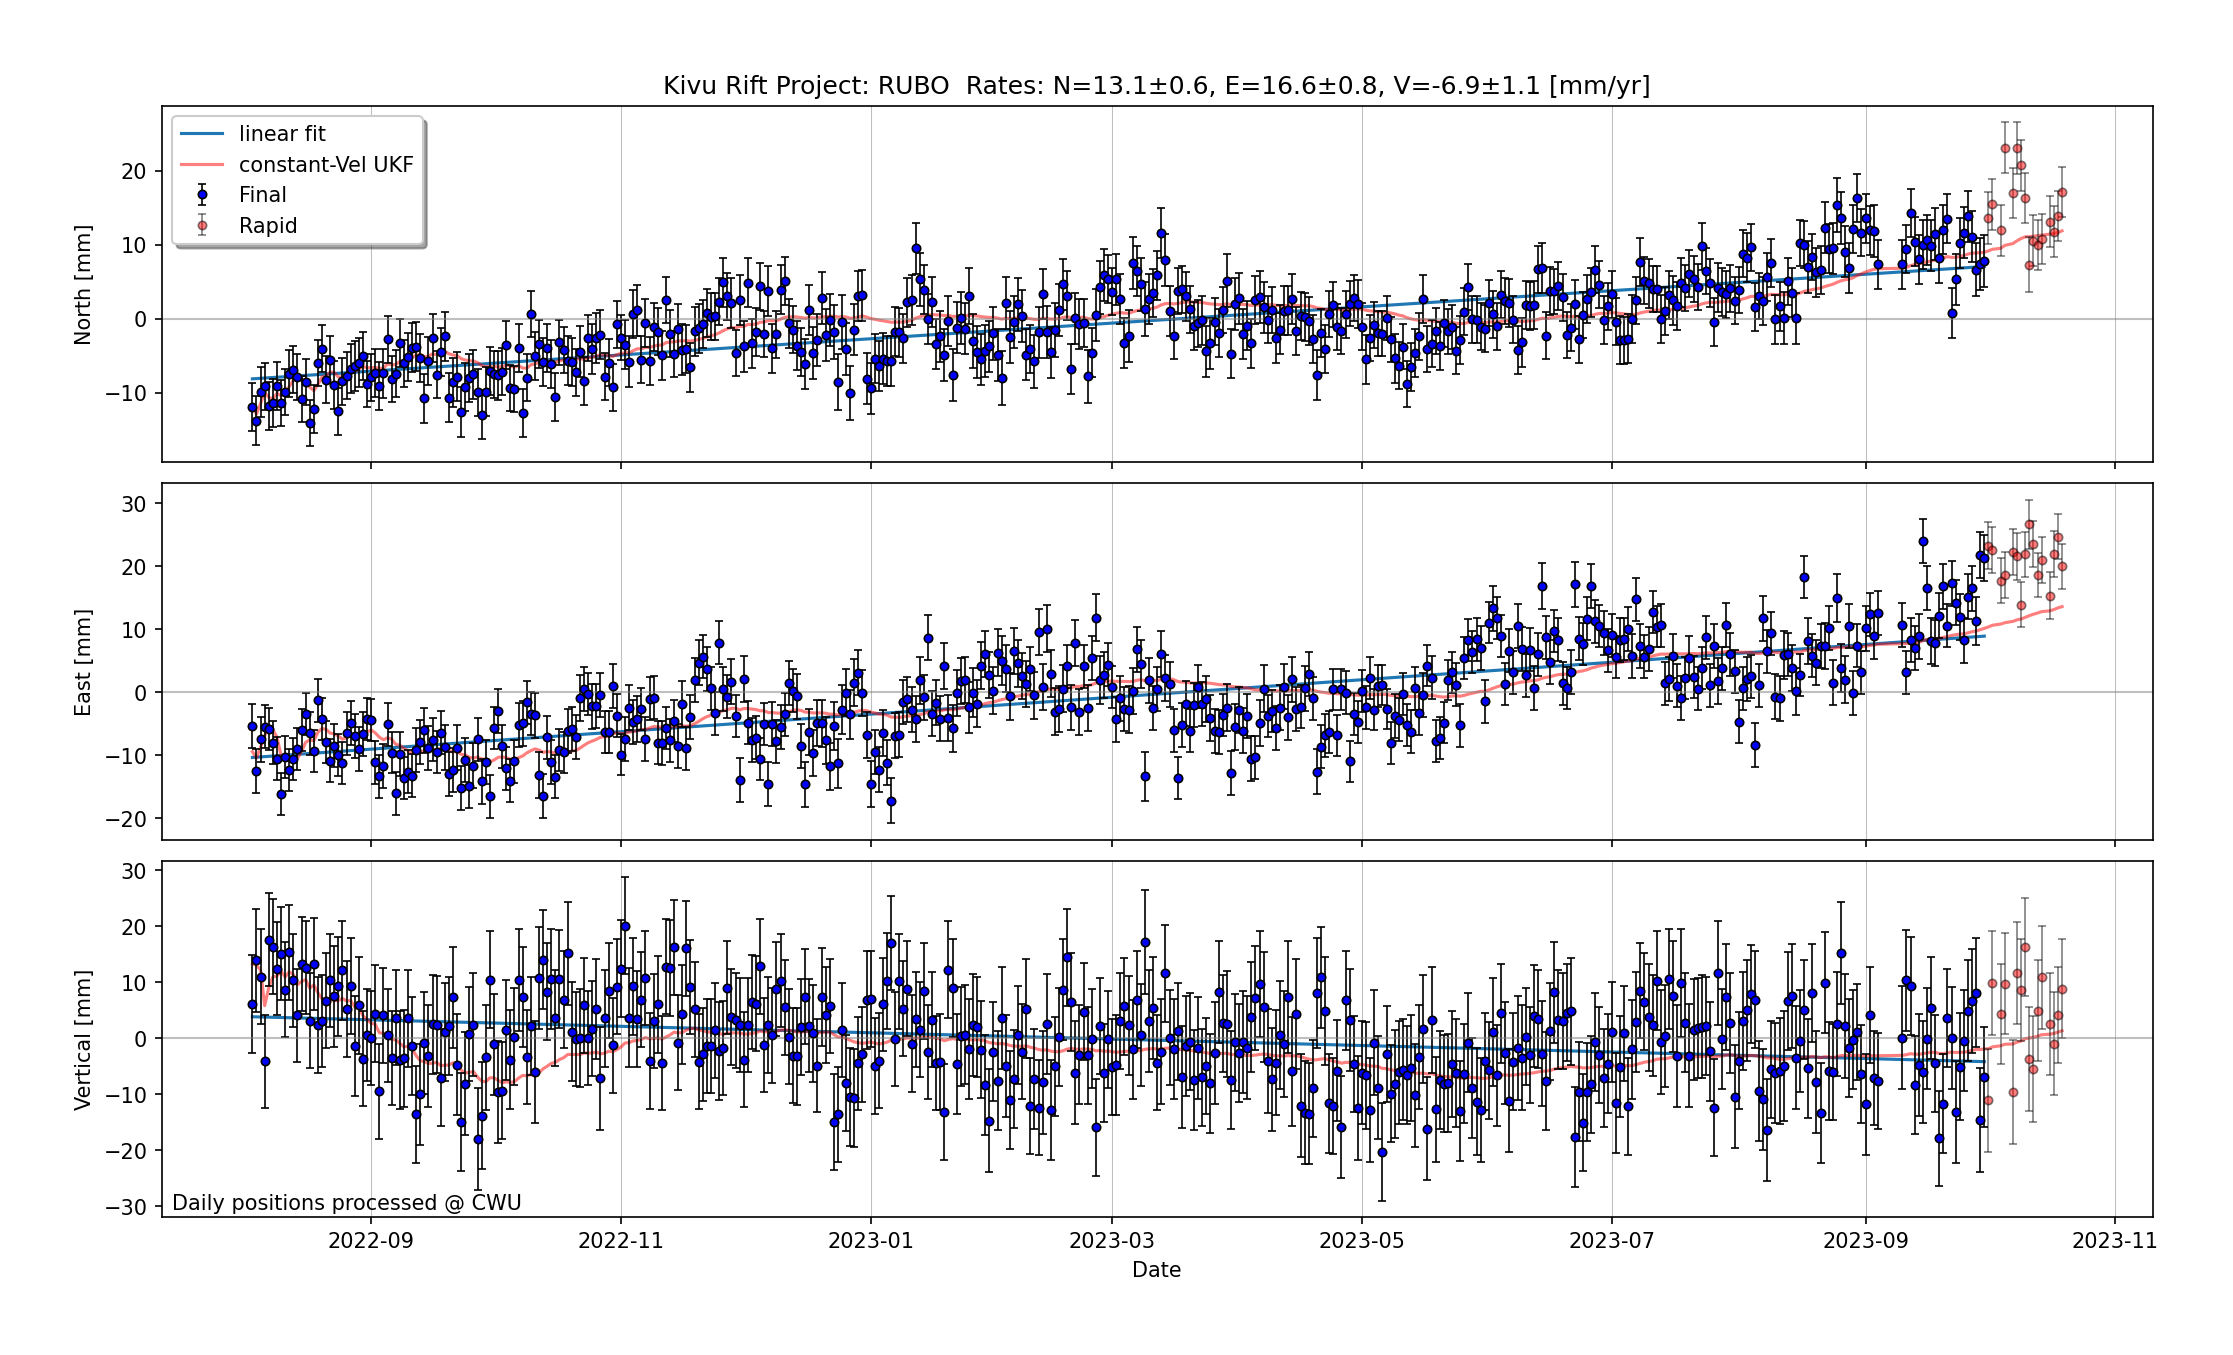 Kivu Rift Project: RUBO  Rates: N=13.1±0.6, E=16.6±0.8, V=-6.9±1.1 [mm/yr]
linear fit
constant-Vel UKF
Final
Rapid
North [mm]
20
10
0
−10
East [mm]
30
20
10
0
−10
−20
Vertical [mm]
30
20
10
0
−10
−20
−30
Daily positions processed @ CWU
2022-09 2022-11 2023-01 2023-03 2023-05 2023-07 2023-09 2023-11
Date